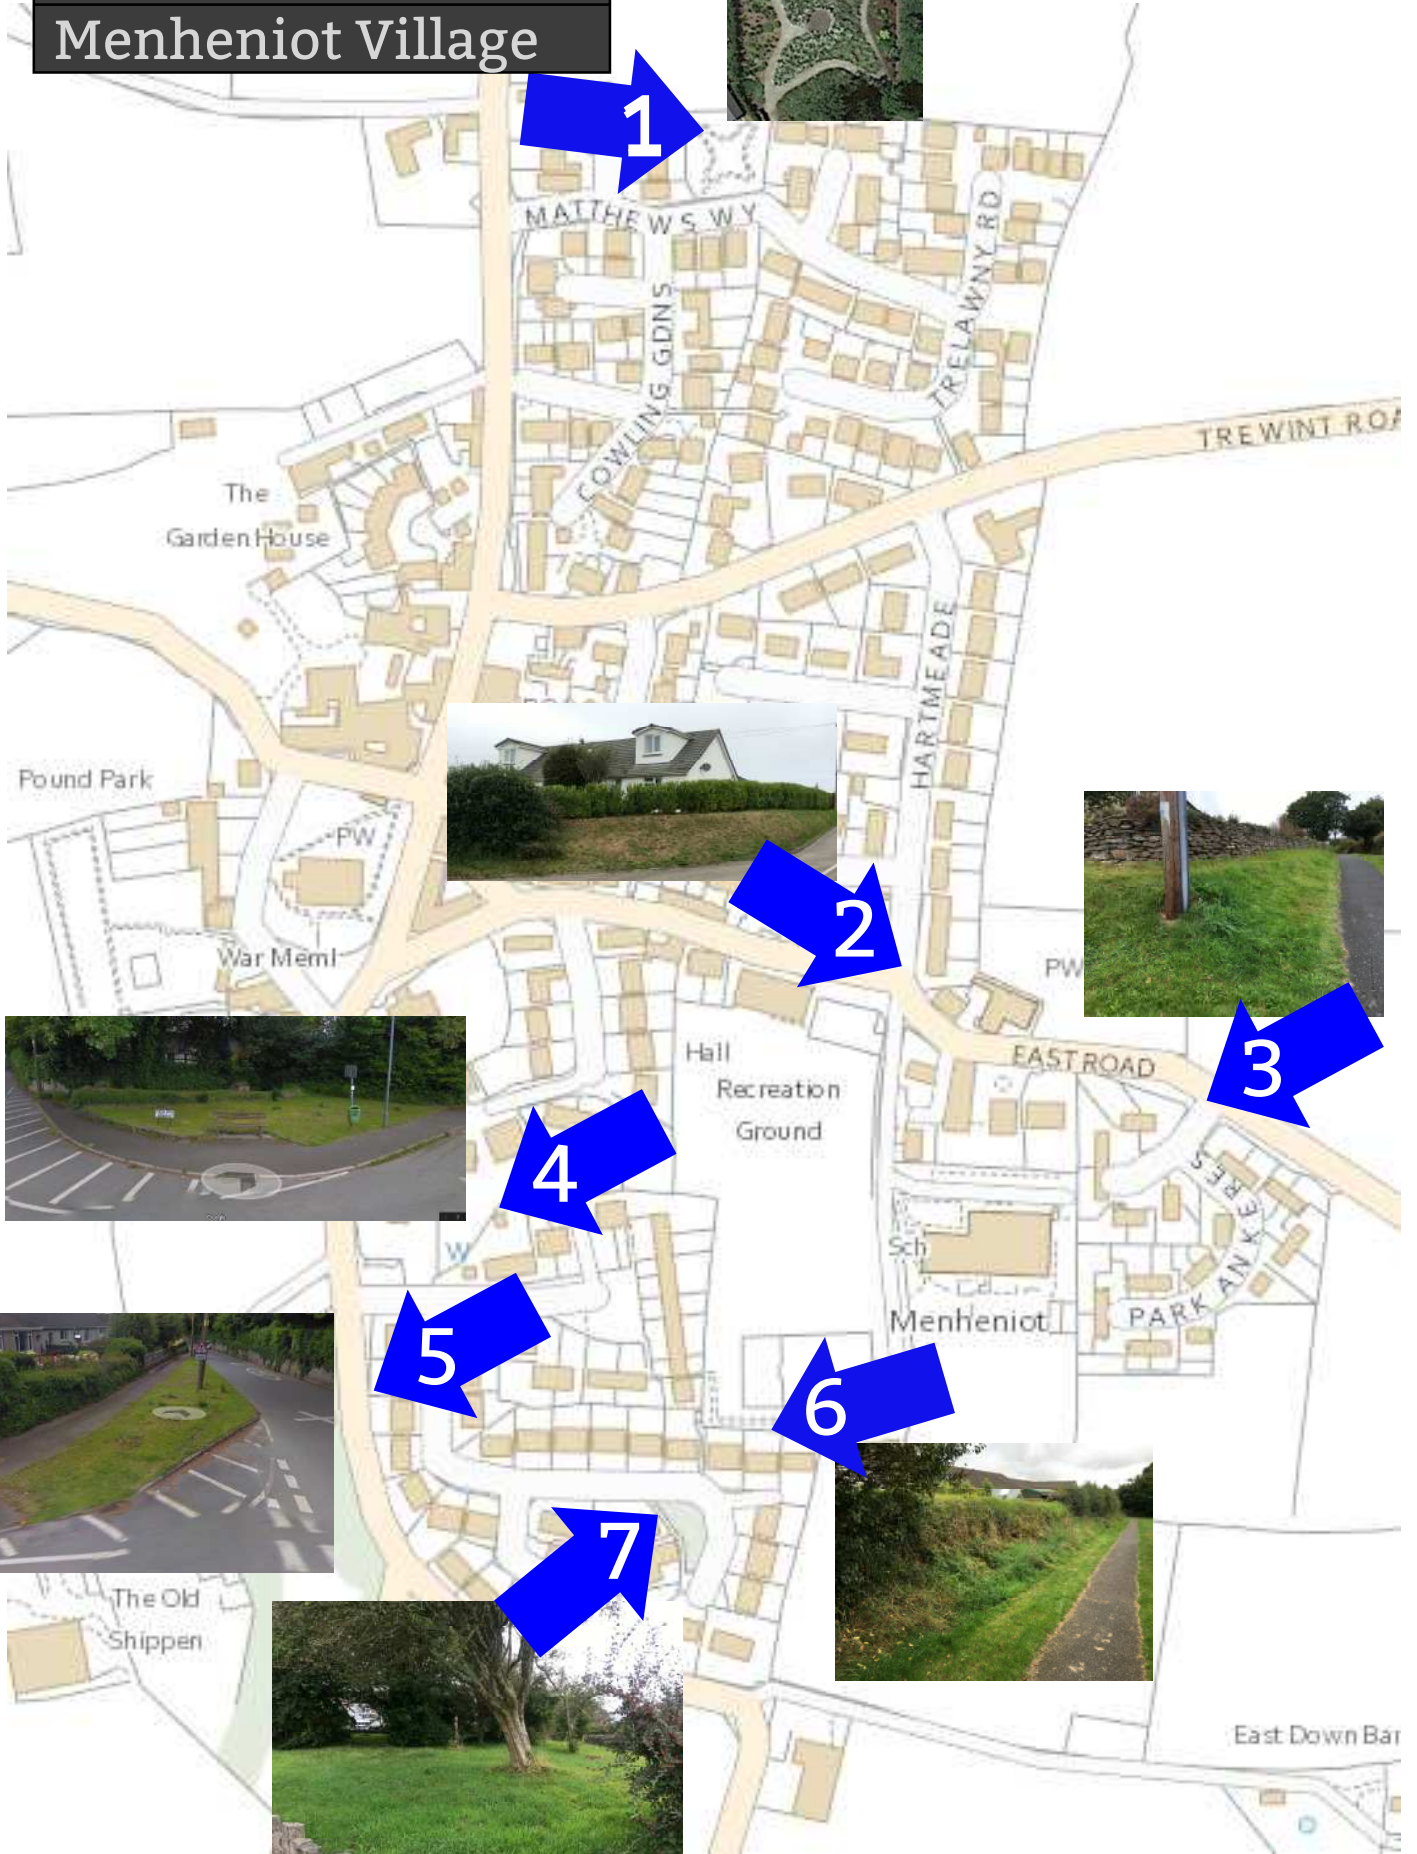 Menheniot Village
1
MATTHEWS WY
TRELAWNY RD
COWLING GDNS
TREWINT ROA
The
Garden House
HARTMEADE
Pound Park
PW
2
War Meml
PW
Hall
EAST ROAD
3
Recreation
Ground
4
PARK AN KERES
W
Sch
Menheniot
5
6
7
The Old
Shippen
East Down Bar